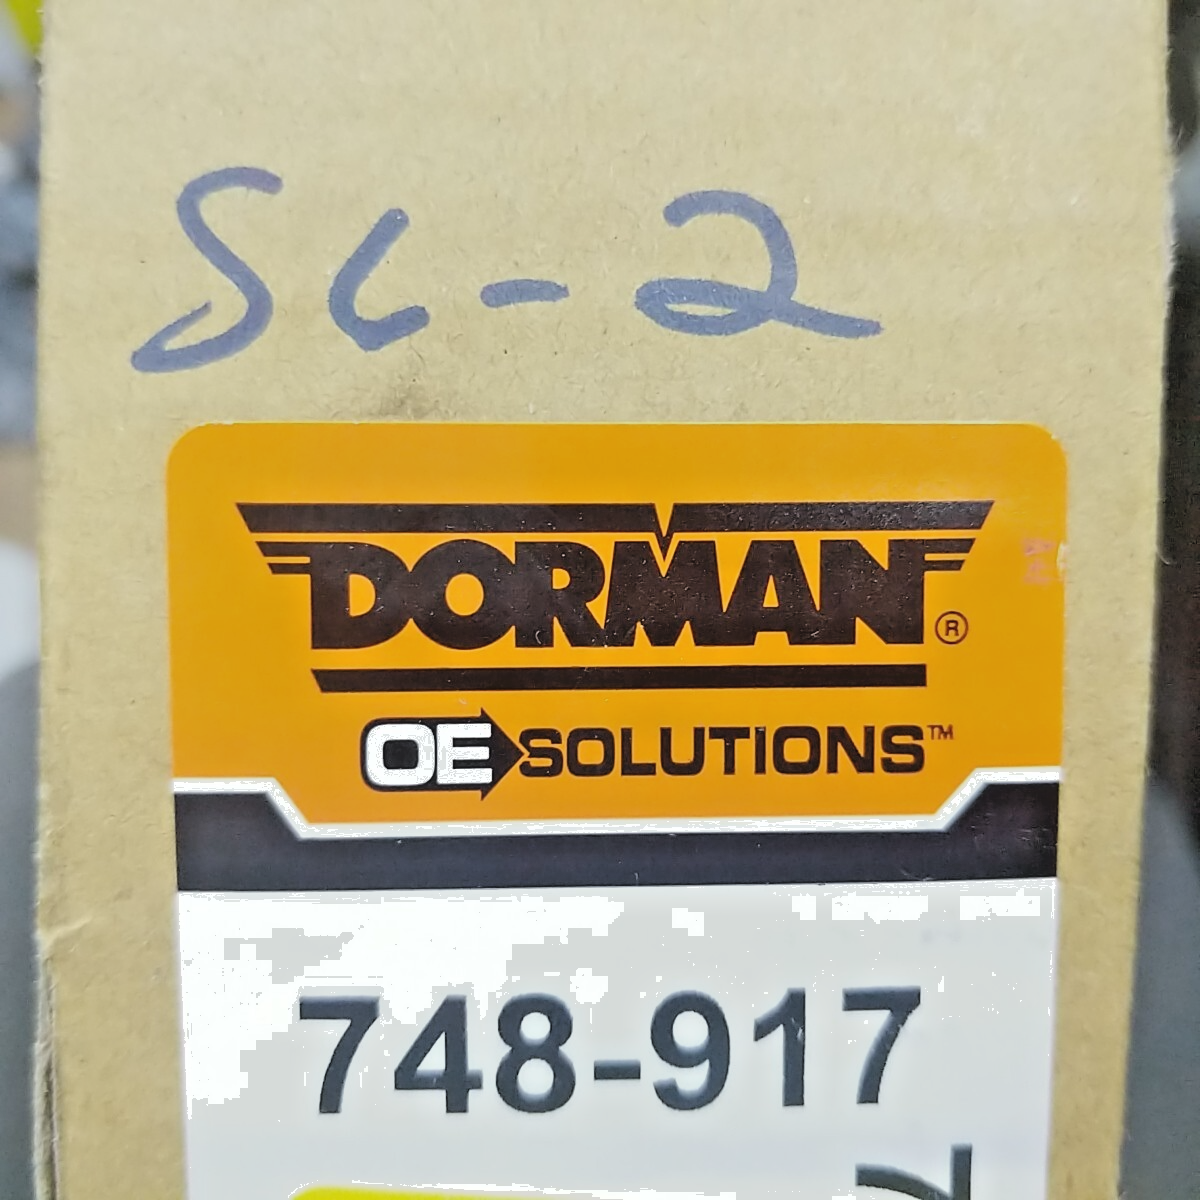 SC-2
DORMAN®
OE SOLUTIONS™
748-917